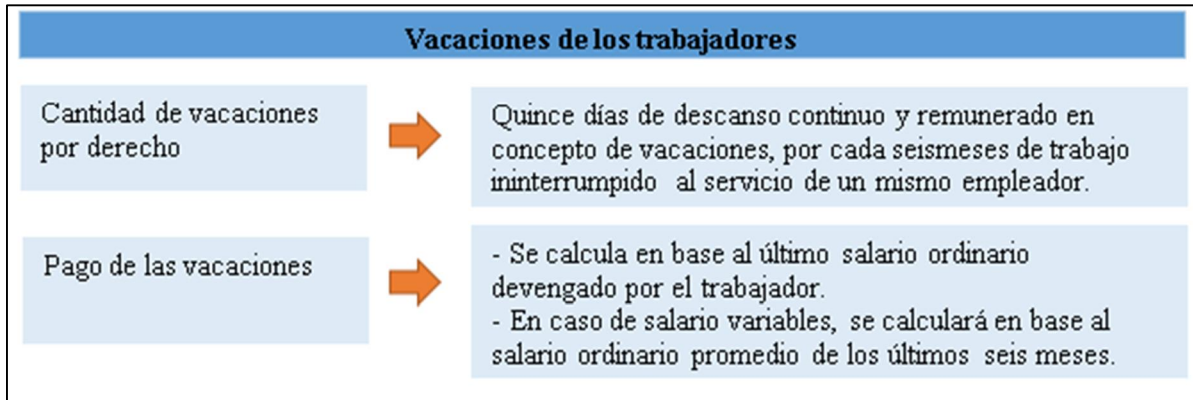 Vacaciones de los trabajadores
Cantidad de vacaciones
por derecho
Quince días de descanso continuo y remunerado en
concepto de vacaciones, por cada seismeses de trabajo
ininterrumpido al servicio de un mismo empleador.
Pago de las vacaciones
- Se calcula en base al último salario ordinario
devengado por el trabajador.
- En caso de salario variables, se calculará en base al
salario ordinario promedio de los últimos seis meses.